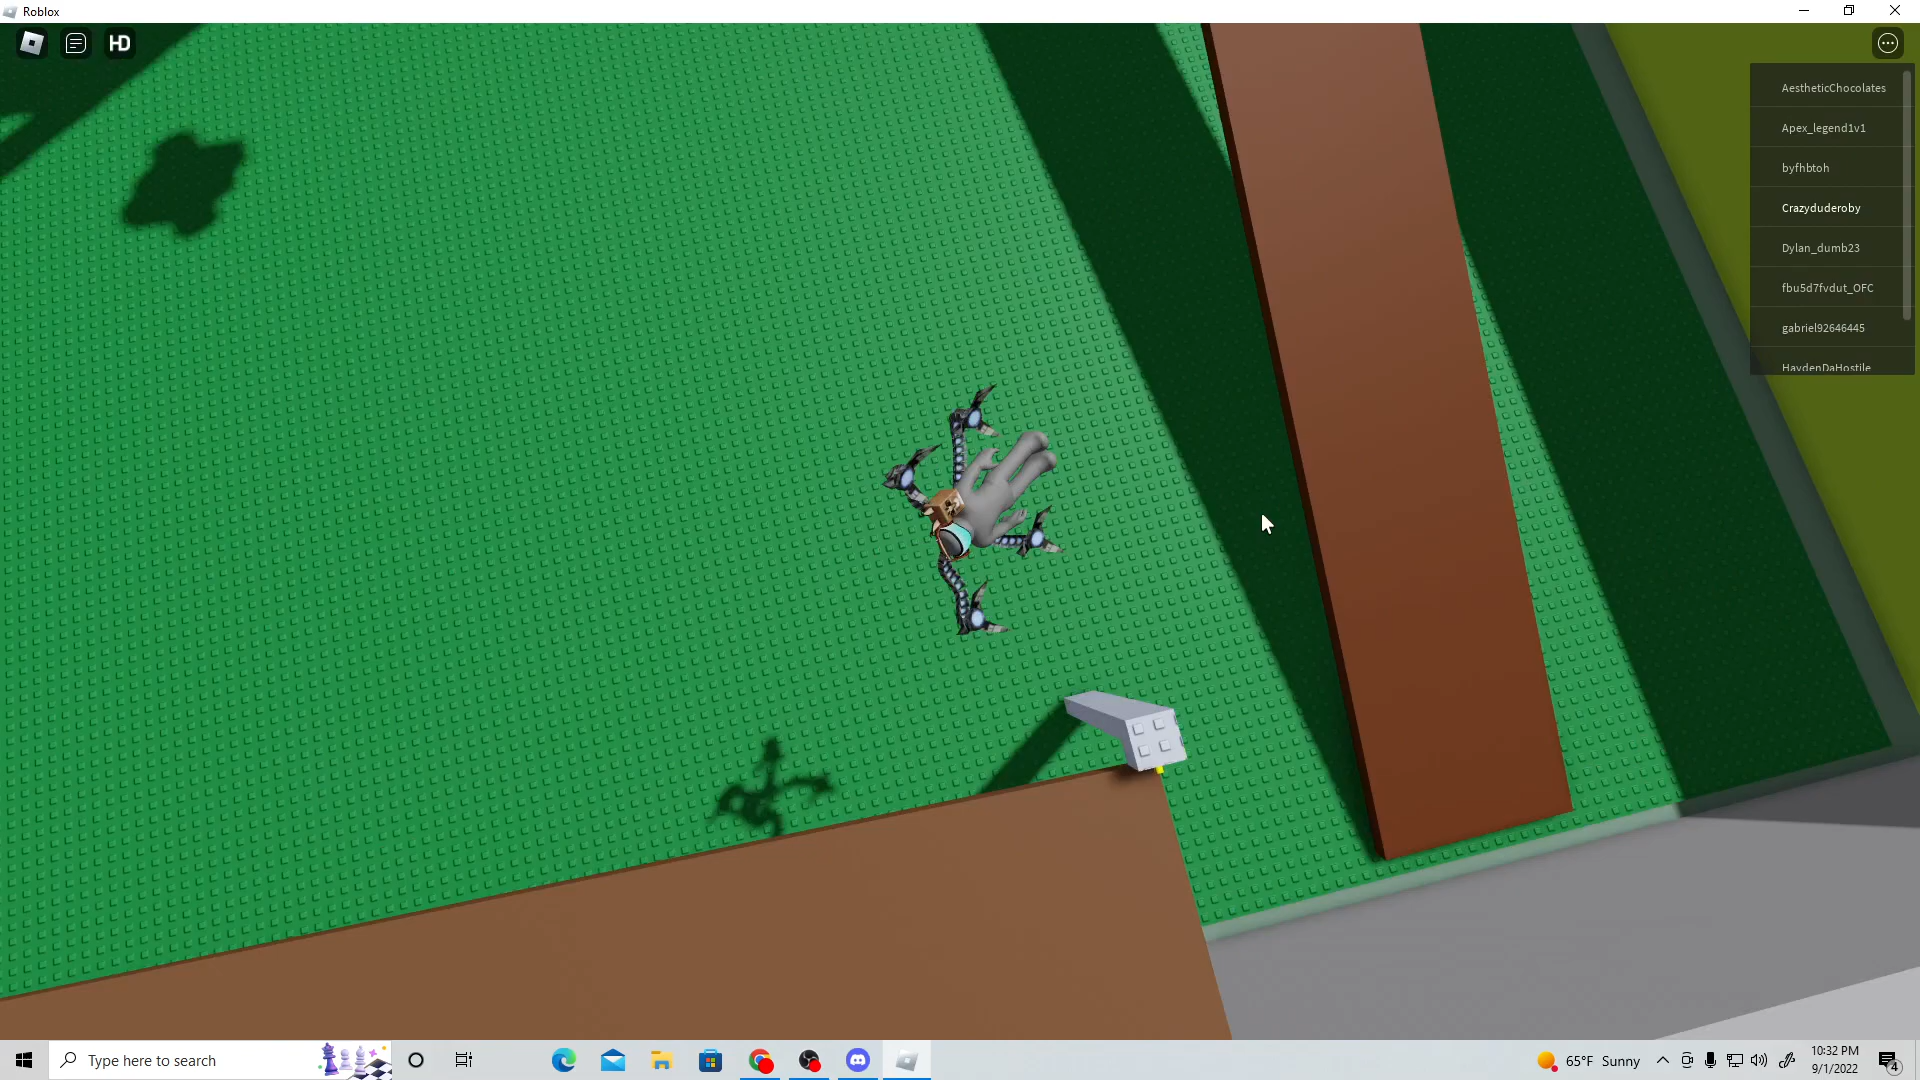 Roblox
HD
AestheticChocolates
Apex_legend1v1
byfhbtoh
Crazyduderoby
Dylan_dumb23
fbu5d7fvdut_OFC
gabriel92646445
HaydenDaHostile
Type here to search
65°F Sunny
10:32 PM
9/1/2022
4